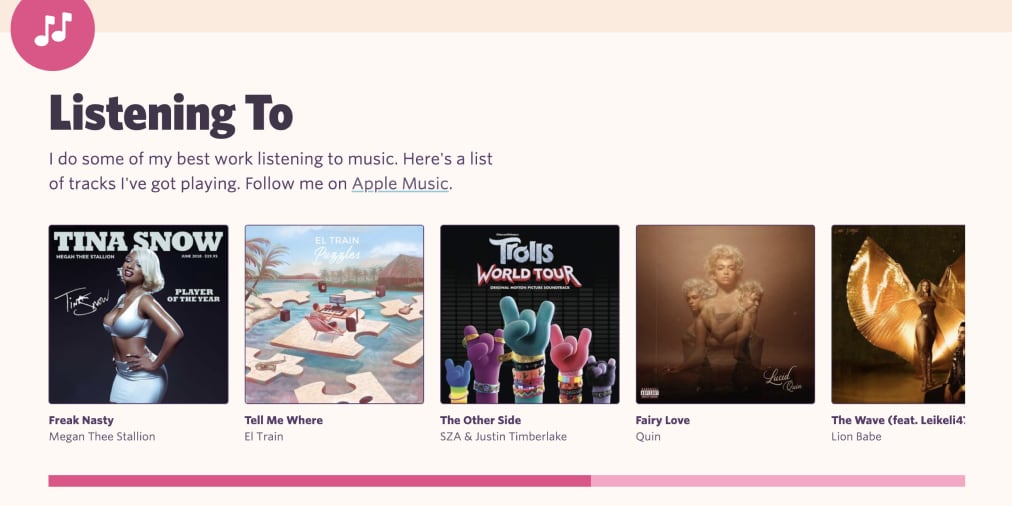 Listening To
I do some of my best work listening to music. Here's a list
of tracks I've got playing. Follow me on Apple Music.
TINA SNOW
MEGAN THEE STALLION
JUNE 2018 · $19.95
Tina Snow
PLAYER
OF THE YEAR
Freak Nasty
Megan Thee Stallion
EL TRAIN
Puzzles
Tell Me Where
El Train
Trolls
WORLD TOUR
ORIGINAL MOTION PICTURE SOUNDTRACK
The Other Side
SZA & Justin Timberlake
Lucid
Quin
Fairy Love
Quin
The Wave (feat. Leikeli4
Lion Babe